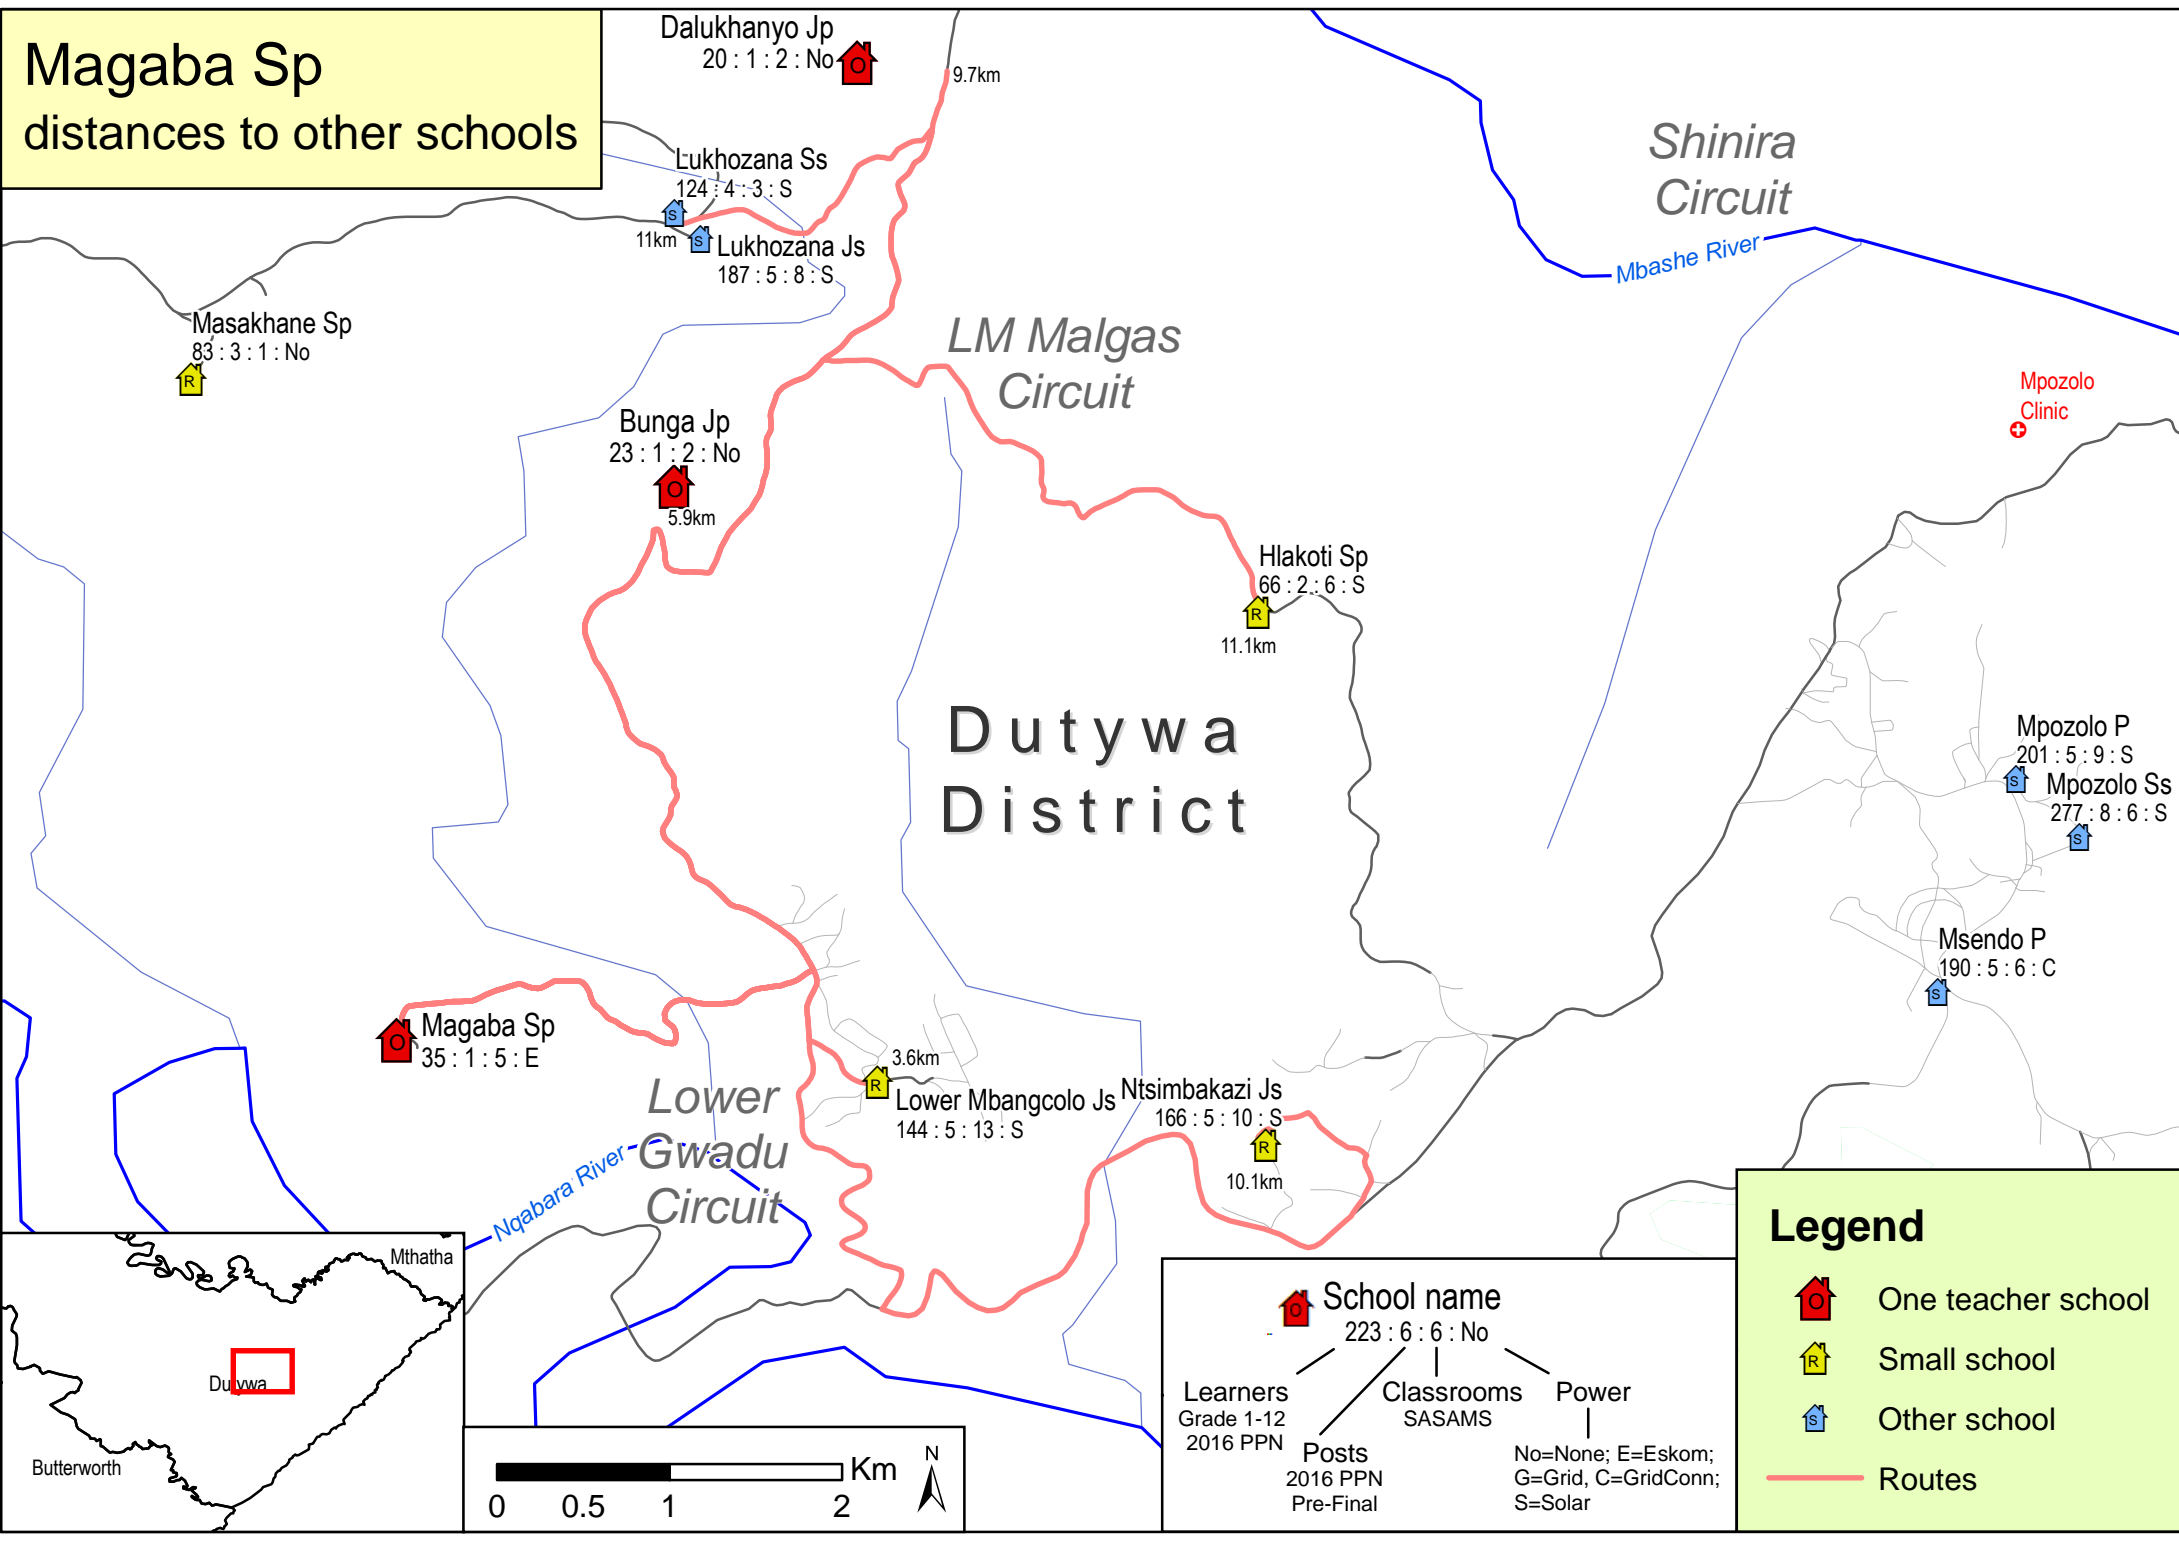 Magaba Sp
distances to other schools
Dalukhanyo Jp
20 : 1 : 2 : No
O
9.7km
Lukhozana Ss
124 : 4 : 3 : S
S
11km
S
Lukhozana Js
187 : 5 : 8 : S
Shinira
Circuit
Mbashe River
Masakhane Sp
83 : 3 : 1 : No
R
LM Malgas
Circuit
Mpozolo
Clinic
Bunga Jp
23 : 1 : 2 : No
O
5.9km
Hlakoti Sp
66 : 2 : 6 : S
R
11.1km
Dutywa
District
Mpozolo P
201 : 5 : 9 : S
S
Mpozolo Ss
277 : 8 : 6 : S
S
Msendo P
190 : 5 : 6 : C
S
Magaba Sp
35 : 1 : 5 : E
O
3.6km
R
Lower Mbangcolo Js
144 : 5 : 13 : S
Ntsimbakazi Js
166 : 5 : 10 : S
R
10.1km
Lower
Gwadu
Circuit
Nqabara River
Mthatha
Dutywa
Butterworth
Km
0 0.5 1 2
N
O
School name
223 : 6 : 6 : No
Learners
Grade 1-12
2016 PPN
Posts
2016 PPN
Pre-Final
Classrooms
SASAMS
Power
No=None; E=Eskom;
G=Grid, C=GridConn;
S=Solar
Legend
O One teacher school
R Small school
S Other school
Routes